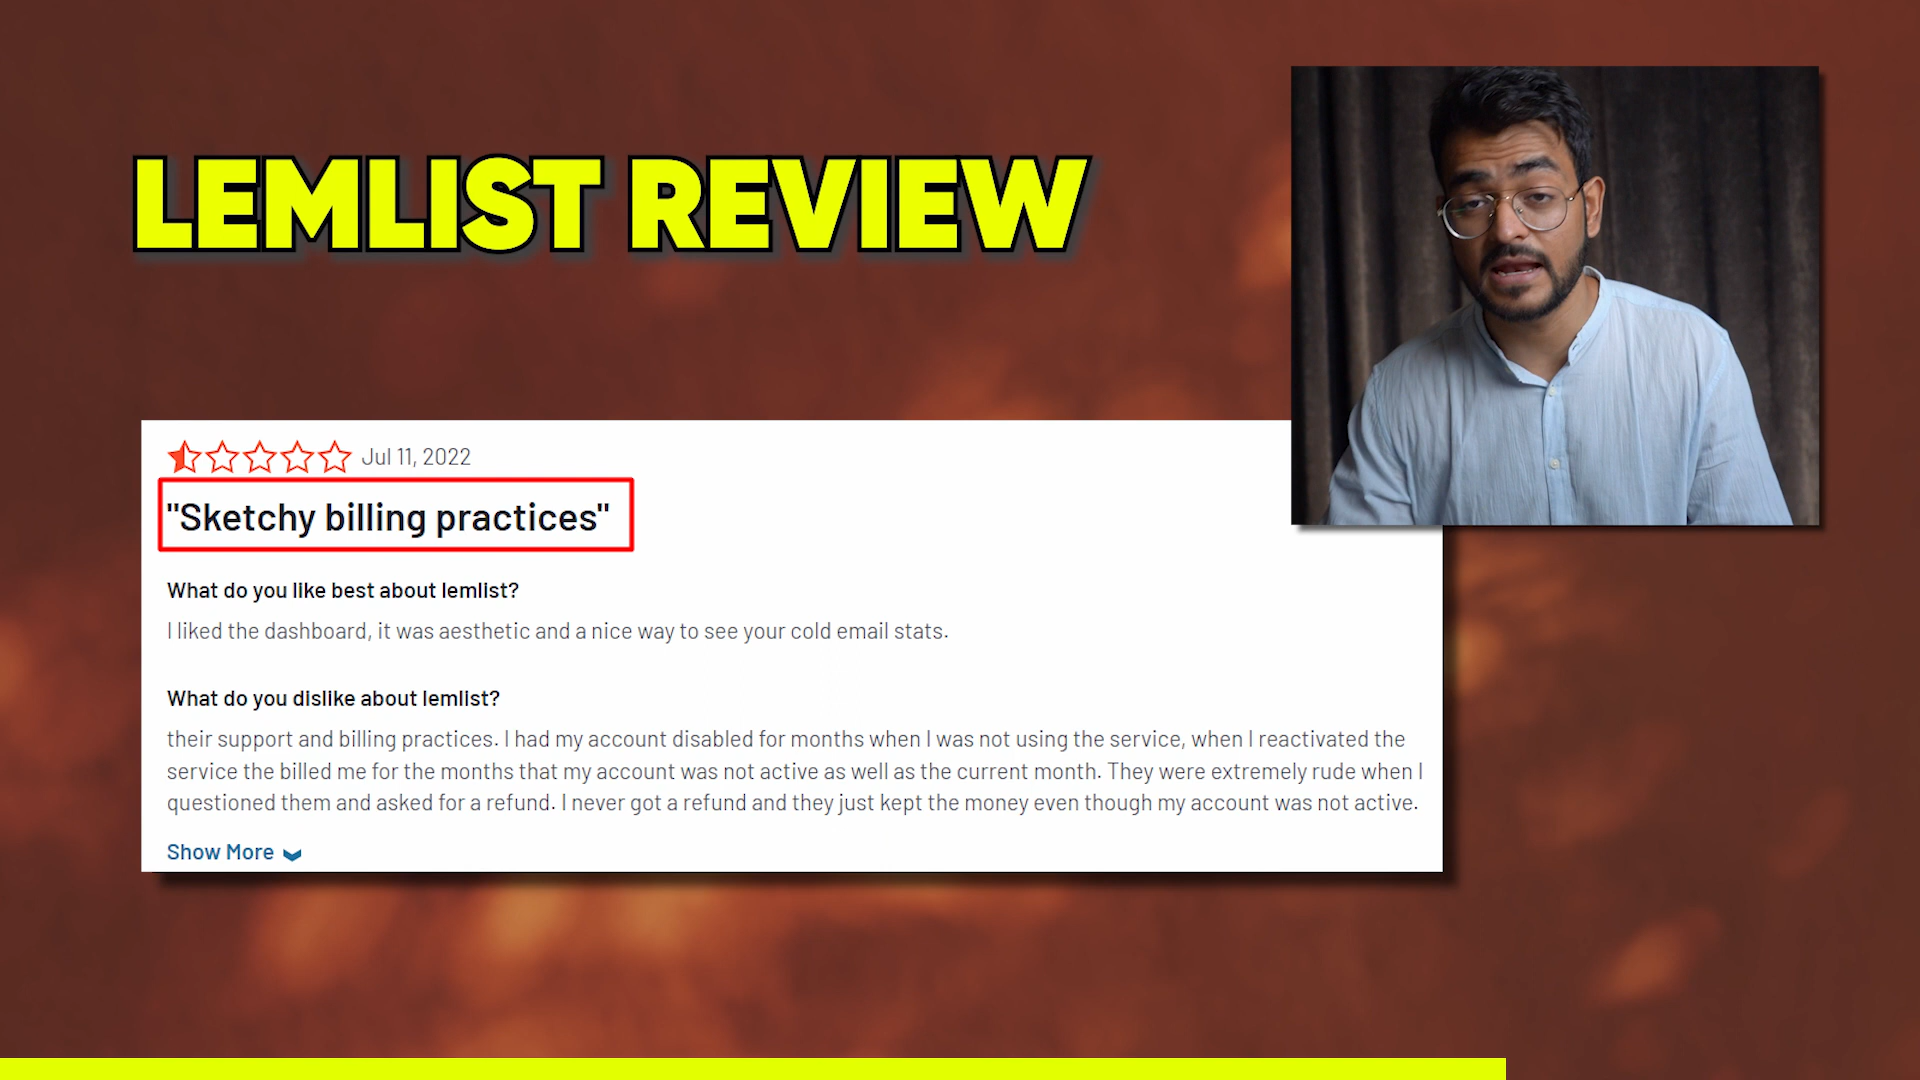 LEMLIST REVIEW
Jul 11, 2022
"Sketchy billing practices"
What do you like best about lemlist?
I liked the dashboard, it was aesthetic and a nice way to see your cold email stats.
What do you dislike about lemlist?
their support and billing practices. I had my account disabled for months when I was not using the service, when I reactivated the
service the billed me for the months that my account was not active as well as the current month. They were extremely rude when I
questioned them and asked for a refund. I never got a refund and they just kept the money even though my account was not active.
Show More